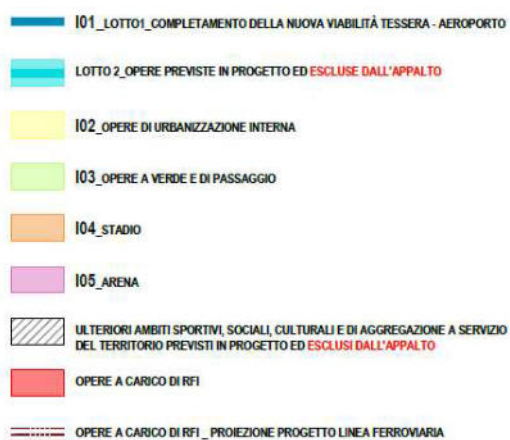 I01_LOTTO1_COMPLETAMENTO DELLA NUOVA VIABILITÀ TESSERA - AEROPORTO
LOTTO 2_OPERE PREVISTE IN PROGETTO ED ESCLUSE DALL'APPALTO
I02_OPERE DI URBANIZZAZIONE INTERNA
I03_OPERE A VERDE E DI PASSAGGIO
I04_STADIO
I05_ARENA
ULTERIORI AMBITI SPORTIVI, SOCIALI, CULTURALI E DI AGGREGAZIONE A SERVIZIO
DEL TERRITORIO PREVISTI IN PROGETTO ED ESCLUSI DALL'APPALTO
OPERE A CARICO DI RFI
OPERE A CARICO DI RFI _ PROIEZIONE PROGETTO LINEA FERROVIARIA